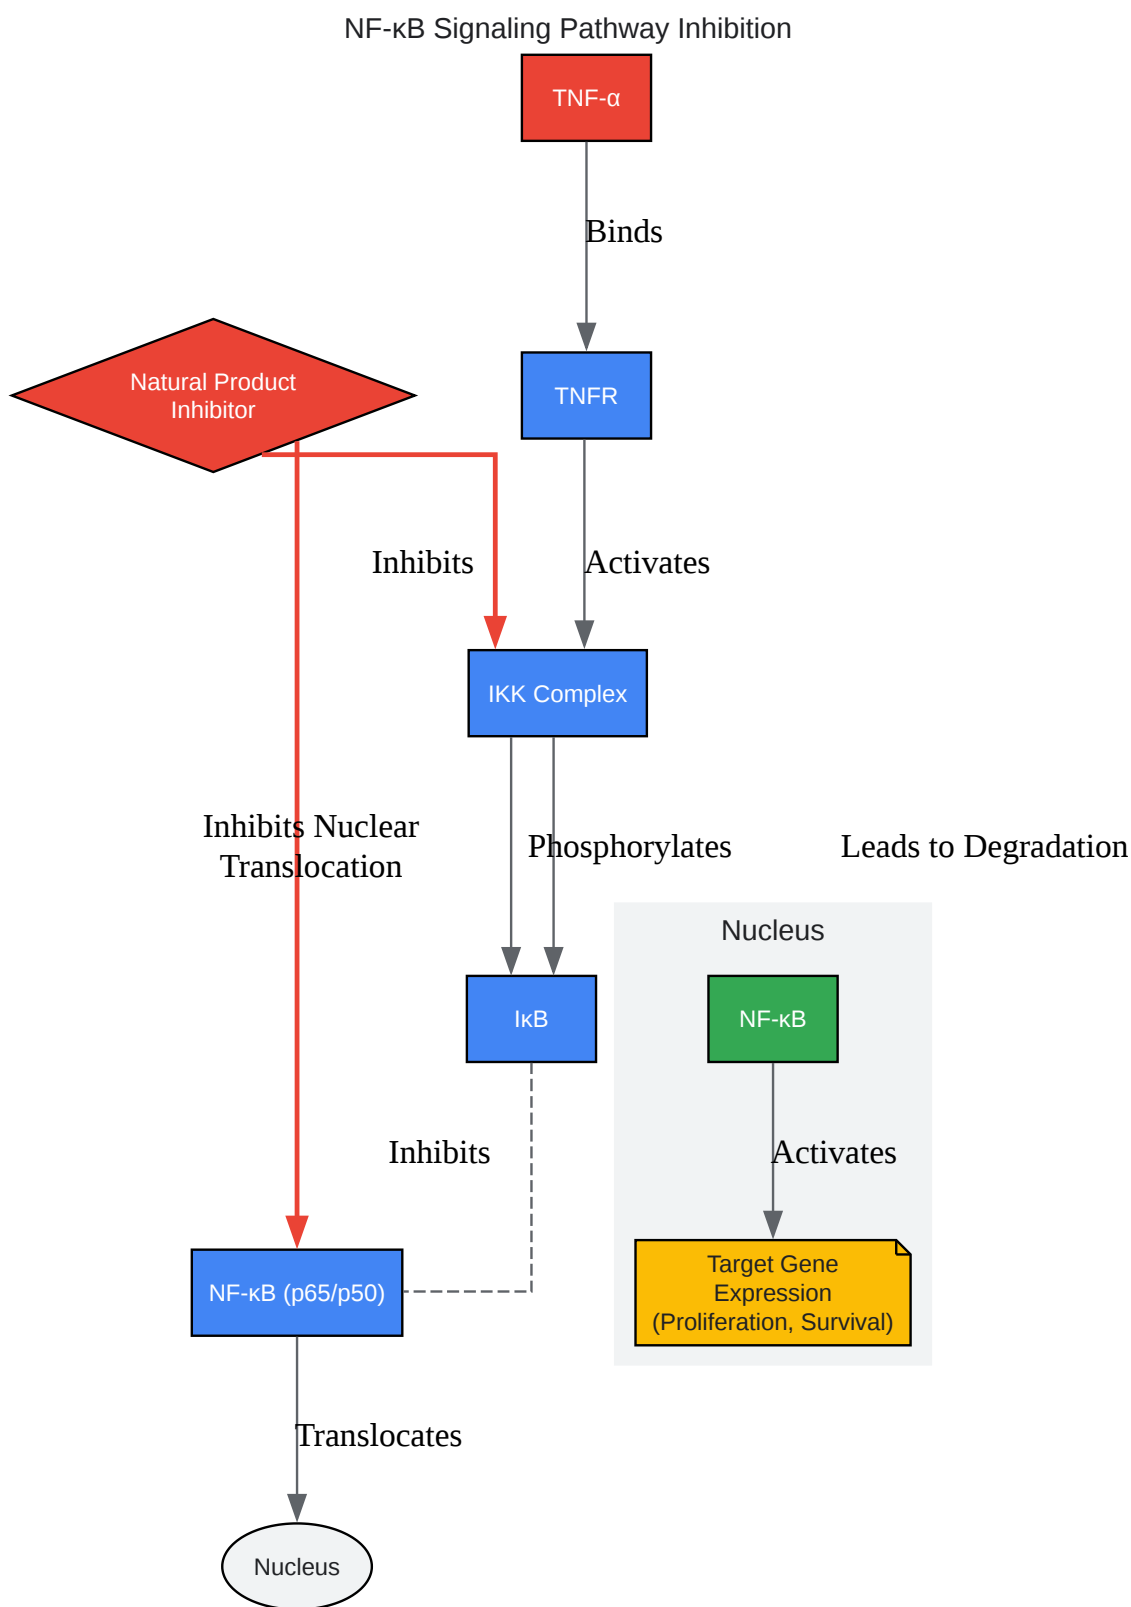 NF-κB Signaling Pathway Inhibition
TNF-α
Binds
Natural Product
Inhibitor
TNFR
Inhibits
Activates
IKK Complex
Inhibits Nuclear
Translocation
Phosphorylates
Leads to Degradation
Nucleus
IκB
NF-κB
Inhibits
Activates
Target Gene
Expression
(Proliferation, Survival)
NF-κB (p65/p50)
Translocates
Nucleus